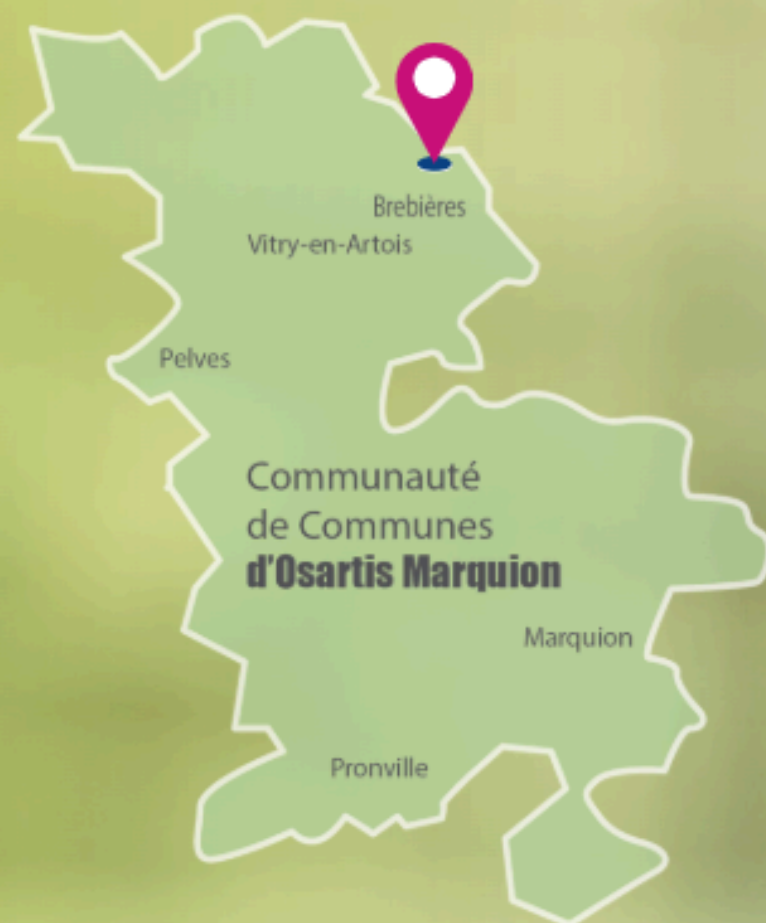 Brebières
Vitry-en-Artois
Pelves
Communauté
de Communes
d'Osartis Marquion
Marquion
Pronville